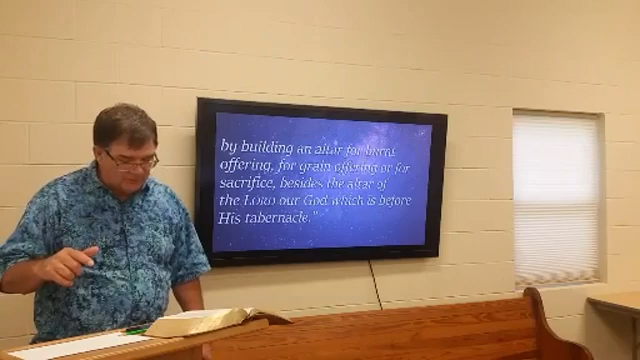 by building an altar for burnt
offering, for grain offering or for
sacrifice, besides the altar of
the LORD our God which is before
His tabernacle."